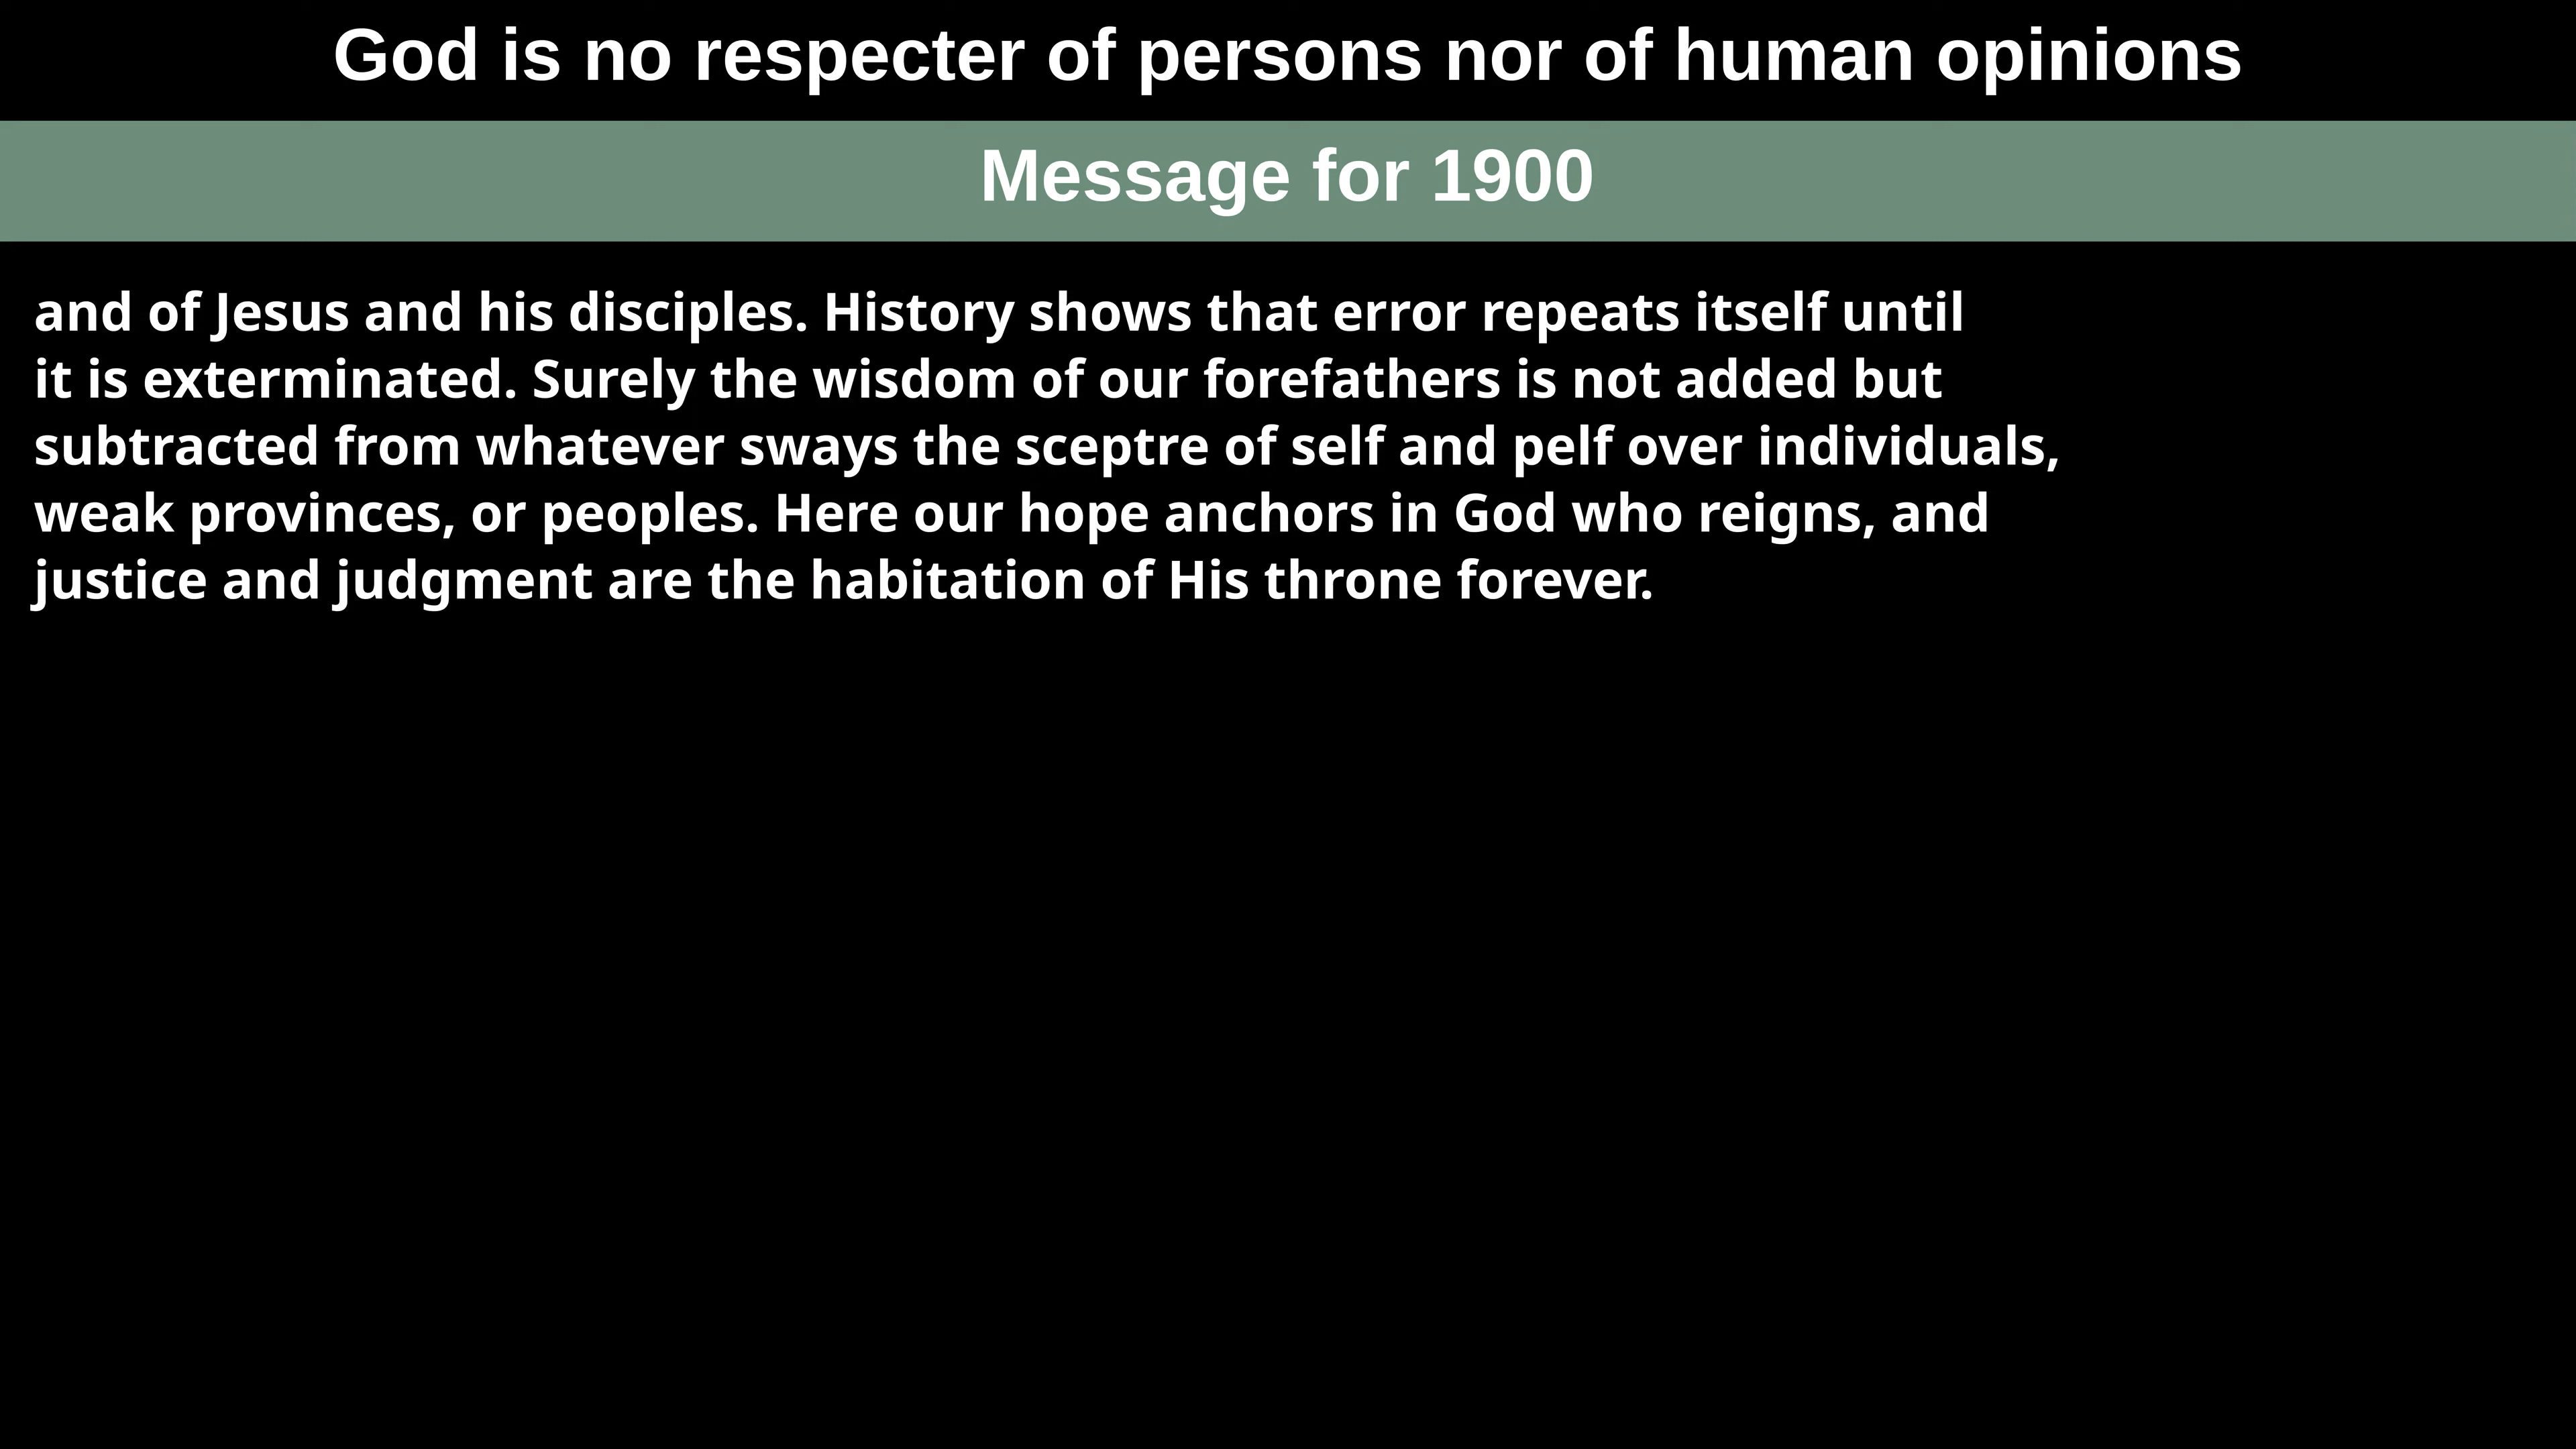 God is no respecter of persons nor of human opinions
Message for 1900
and of Jesus and his disciples. History shows that error repeats itself until
it is exterminated. Surely the wisdom of our forefathers is not added but
subtracted from whatever sways the sceptre of self and pelf over individuals,
weak provinces, or peoples. Here our hope anchors in God who reigns, and
justice and judgment are the habitation of His throne forever.